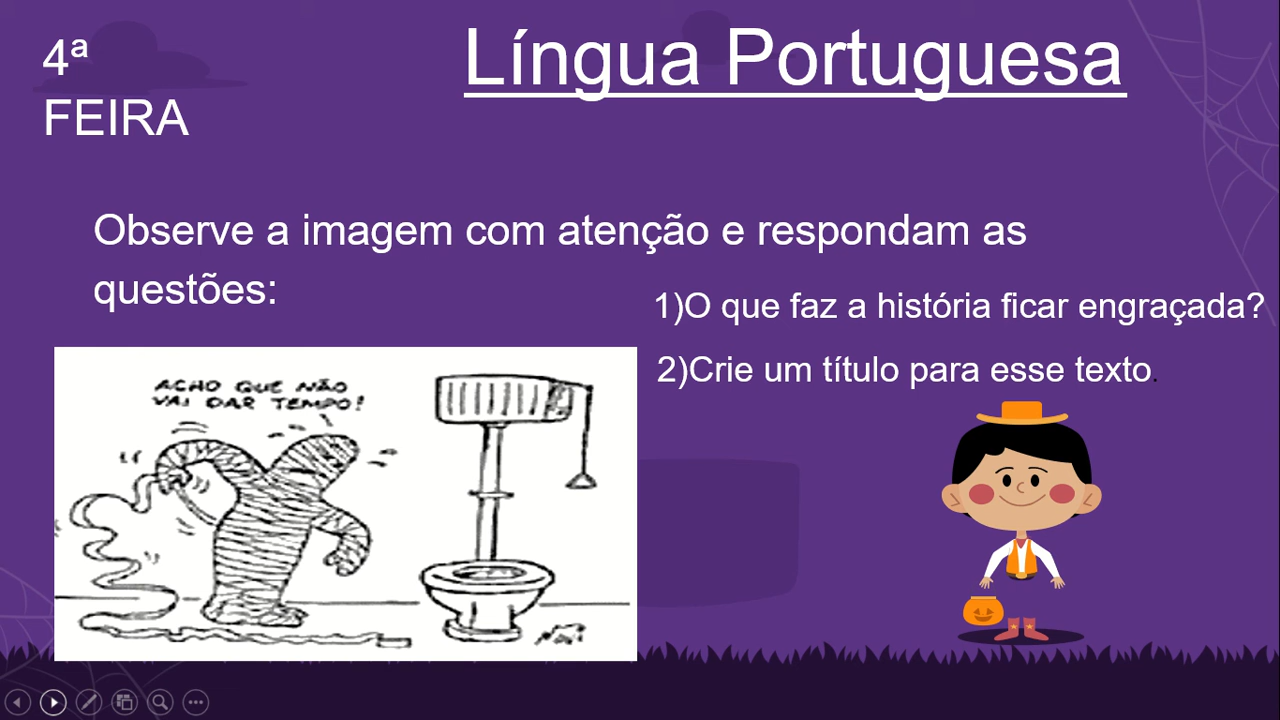 4ª
FEIRA
Língua Portuguesa
Observe a imagem com atenção e respondam as
questões:
1)O que faz a história ficar engraçada?
2)Crie um título para esse texto.
ACHO QUE NÃO
VAI DAR TEMPO!